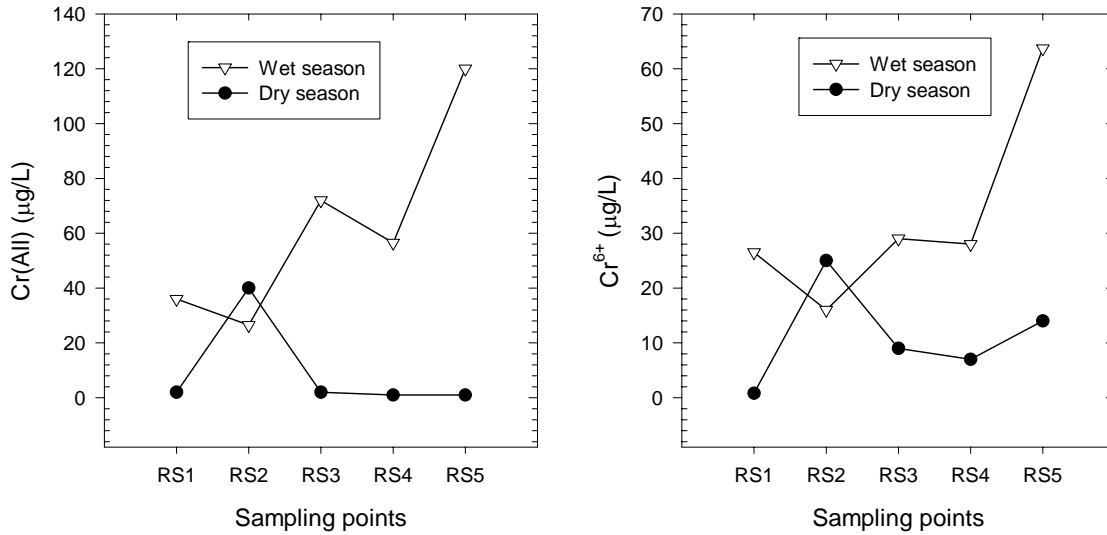 140
120
100
80
60
40
20
0
Cr(All) (μg/L)
Wet season
Dry season
RS1 RS2 RS3 RS4 RS5
Sampling points
70
60
50
40
30
20
10
0
Cr⁶⁺ (μg/L)
Wet season
Dry season
RS1 RS2 RS3 RS4 RS5
Sampling points